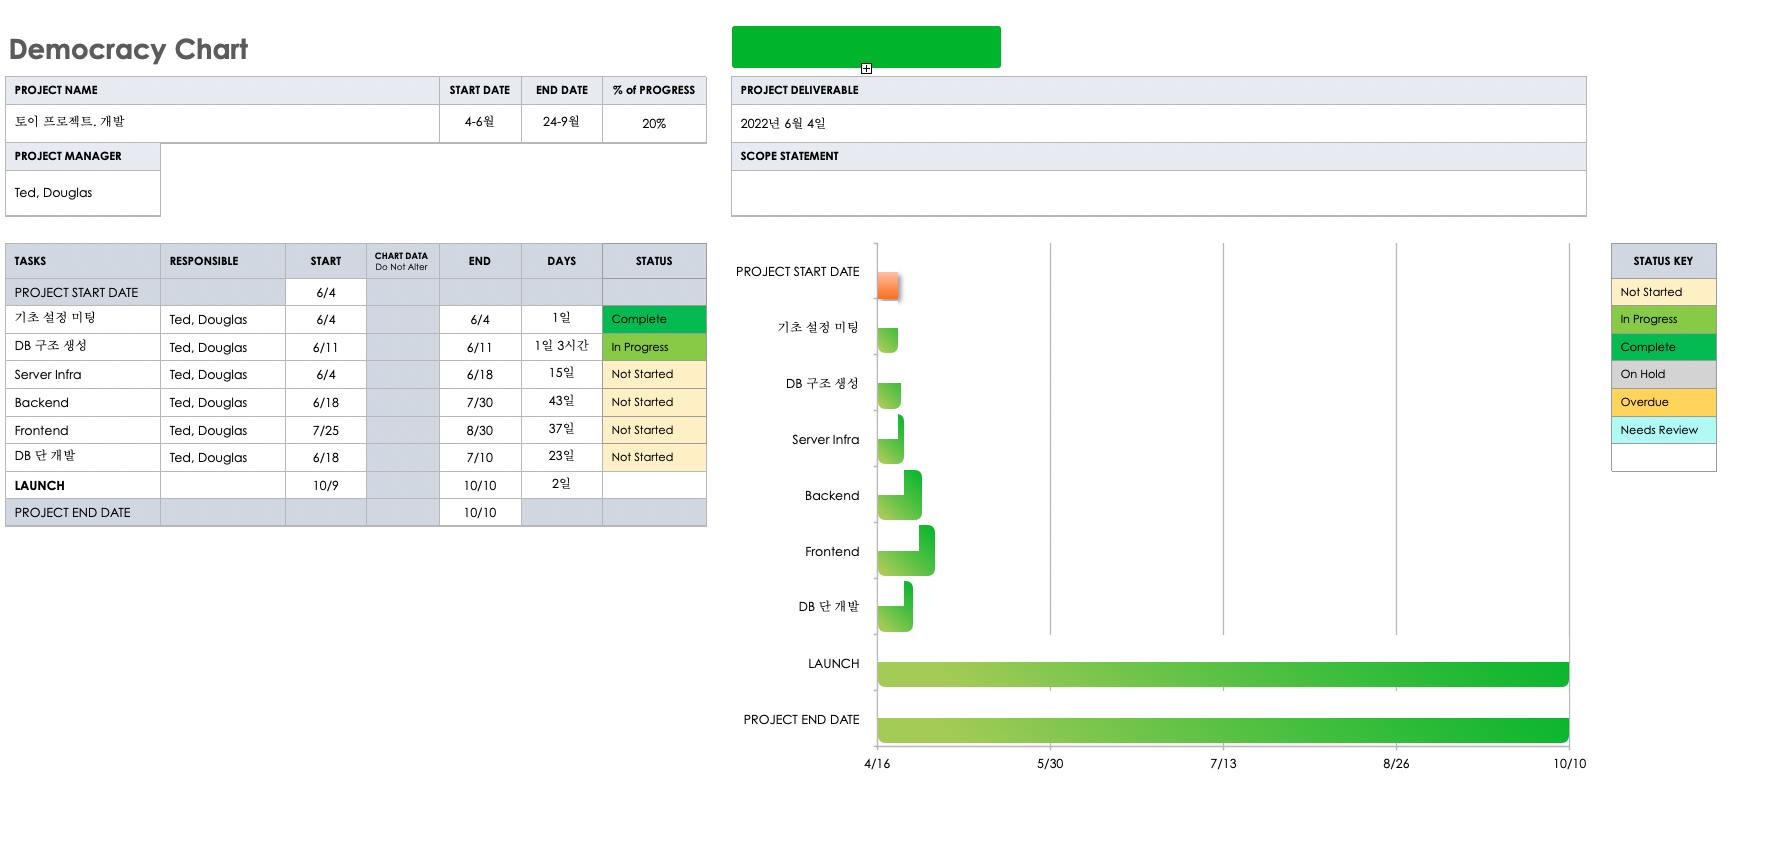 Democracy Chart
PROJECT NAME START DATE END DATE % of PROGRESS
토이 프로젝트. 개발 4-6월 24-9월 20%
PROJECT MANAGER
Ted, Douglas
PROJECT DELIVERABLE
2022년 6월 4일
SCOPE STATEMENT
TASKS RESPONSIBLE START CHART DATA END DAYS STATUS
Do Not Alter
PROJECT START DATE 6/4
기초 설정 미팅 Ted, Douglas 6/4 6/4 1일 Complete
DB 구조 생성 Ted, Douglas 6/11 6/11 1일 3시간 In Progress
Server Infra Ted, Douglas 6/4 6/18 15일 Not Started
Backend Ted, Douglas 6/18 7/30 43일 Not Started
Frontend Ted, Douglas 7/25 8/30 37일 Not Started
DB 단 개발 Ted, Douglas 6/18 7/10 23일 Not Started
LAUNCH 10/9 10/10 2일
PROJECT END DATE 10/10
PROJECT START DATE
기초 설정 미팅
DB 구조 생성
Server Infra
Backend
Frontend
DB 단 개발
LAUNCH
PROJECT END DATE
4/16 5/30 7/13 8/26 10/10
STATUS KEY
Not Started
In Progress
Complete
On Hold
Overdue
Needs Review